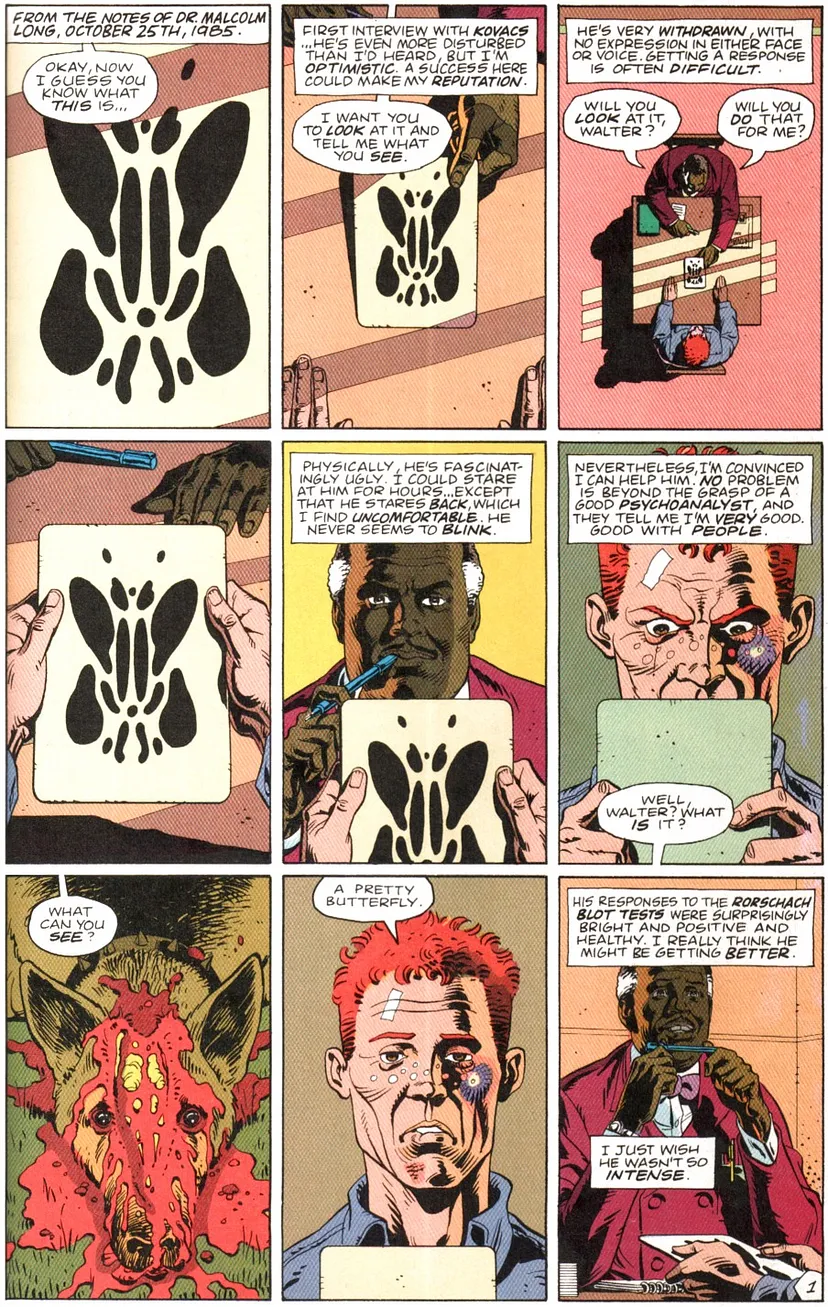 FROM THE NOTES OF DR. MALCOLM
LONG, OCTOBER 25TH, 1985.
OKAY, NOW
I GUESS YOU
KNOW WHAT
THIS IS...
FIRST INTERVIEW WITH KOVACS
...HE'S EVEN MORE DISTURBED
THAN I'D HEARD, BUT I'M
OPTIMISTIC. A SUCCESS HERE
COULD MAKE MY REPUTATION.
I WANT YOU
TO LOOK AT IT AND
TELL ME WHAT
YOU SEE.
HE'S VERY WITHDRAWN, WITH
NO EXPRESSION IN EITHER FACE
OR VOICE. GETTING A RESPONSE
IS OFTEN DIFFICULT.
WILL YOU
LOOK AT IT,
WALTER?
WILL YOU
DO THAT
FOR ME?
PHYSICALLY, HE'S FASCINAT-
INGLY UGLY. I COULD STARE
AT HIM FOR HOURS...EXCEPT
THAT HE STARES BACK, WHICH
I FIND UNCOMFORTABLE. HE
NEVER SEEMS TO BLINK.
NEVERTHELESS, I'M CONVINCED
I CAN HELP HIM. NO PROBLEM
IS BEYOND THE GRASP OF A
GOOD PSYCHOANALYST, AND
THEY TELL ME I'M VERY GOOD.
GOOD WITH PEOPLE.
WELL,
WALTER? WHAT
IS IT?
WHAT
CAN YOU
SEE?
A PRETTY
BUTTERFLY.
HIS RESPONSES TO THE RORSCHACH
BLOT TESTS WERE SURPRISINGLY
BRIGHT AND POSITIVE AND
HEALTHY. I REALLY THINK HE
MIGHT BE GETTING BETTER.
I JUST WISH
HE WASN'T SO
INTENSE.
1